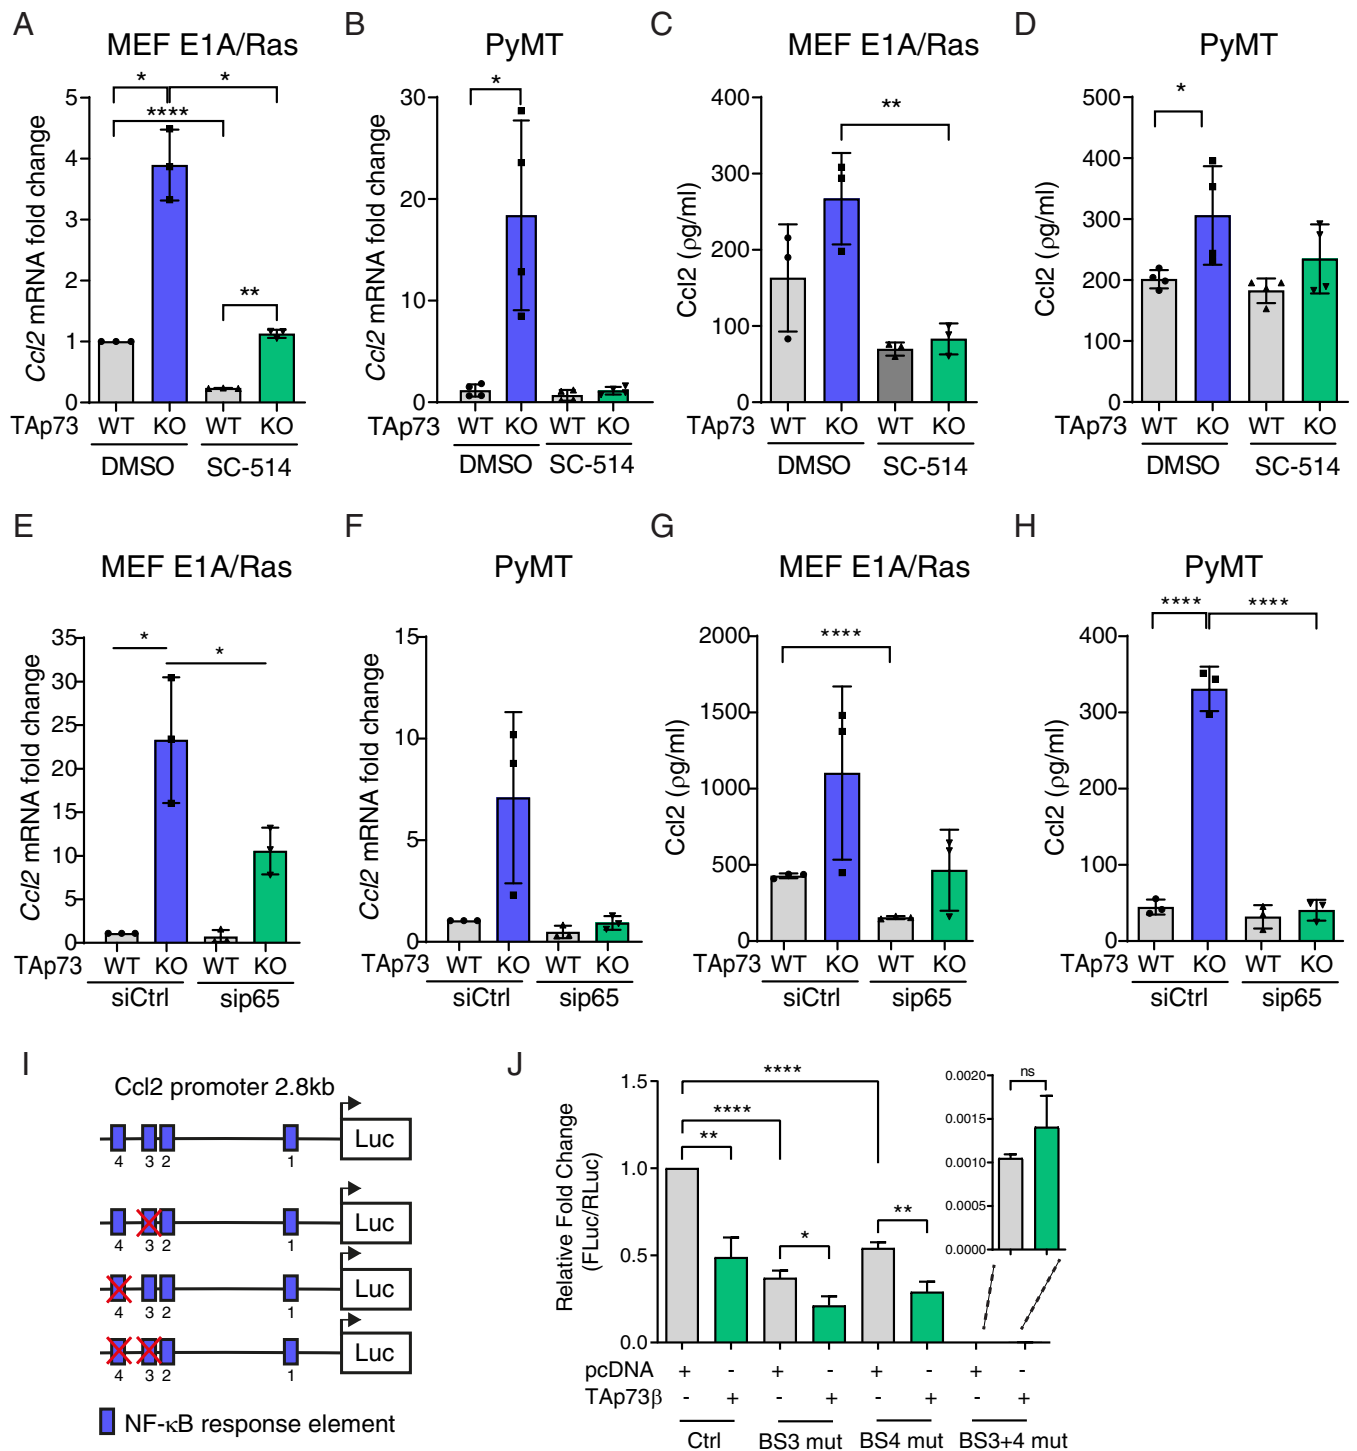 A
MEF E1A/Ras
* *
****
**
Ccl2 mRNA fold change
5
4
3
2
1
0
TAp73 WT KO WT KO
DMSO SC-514
B
PyMT
*
Ccl2 mRNA fold change
30
20
10
0
WT KO WT KO
DMSO SC-514
C
MEF E1A/Ras
**
Ccl2 (ρg/ml)
400
300
200
100
0
TAp73 WT KO WT KO
DMSO SC-514
D
PyMT
*
Ccl2 (ρg/ml)
500
400
300
200
100
0
TAp73 WT KO WT KO
DMSO SC-514
E
MEF E1A/Ras
* *
Ccl2 mRNA fold change
35
30
25
20
15
10
5
0
TAp73 WT KO WT KO
siCtrl sip65
F
PyMT
Ccl2 mRNA fold change
15
10
5
0
TAp73 WT KO WT KO
siCtrl sip65
G
MEF E1A/Ras
****
Ccl2 (ρg/ml)
2000
1500
1000
500
0
TAp73 WT KO WT KO
siCtrl sip65
H
PyMT
**** ****
Ccl2 (ρg/ml)
400
300
200
100
0
TAp73 WT KO WT KO
siCtrl sip65
I
Ccl2 promoter 2.8kb
Luc
4 3 2 1
Luc
4 3 2 1
Luc
4 3 2 1
Luc
4 3 2 1
NF-κB response element
J
****
****
**
*
**
Relative Fold Change
(FLuc/RLuc)
1.5
1.0
0.5
0.0
ns
0.0020
0.0015
0.0010
0.0005
0.0000
pcDNA + - + - + - + -
TAp73β - + - + - + - +
Ctrl BS3 mut BS4 mut BS3+4 mut